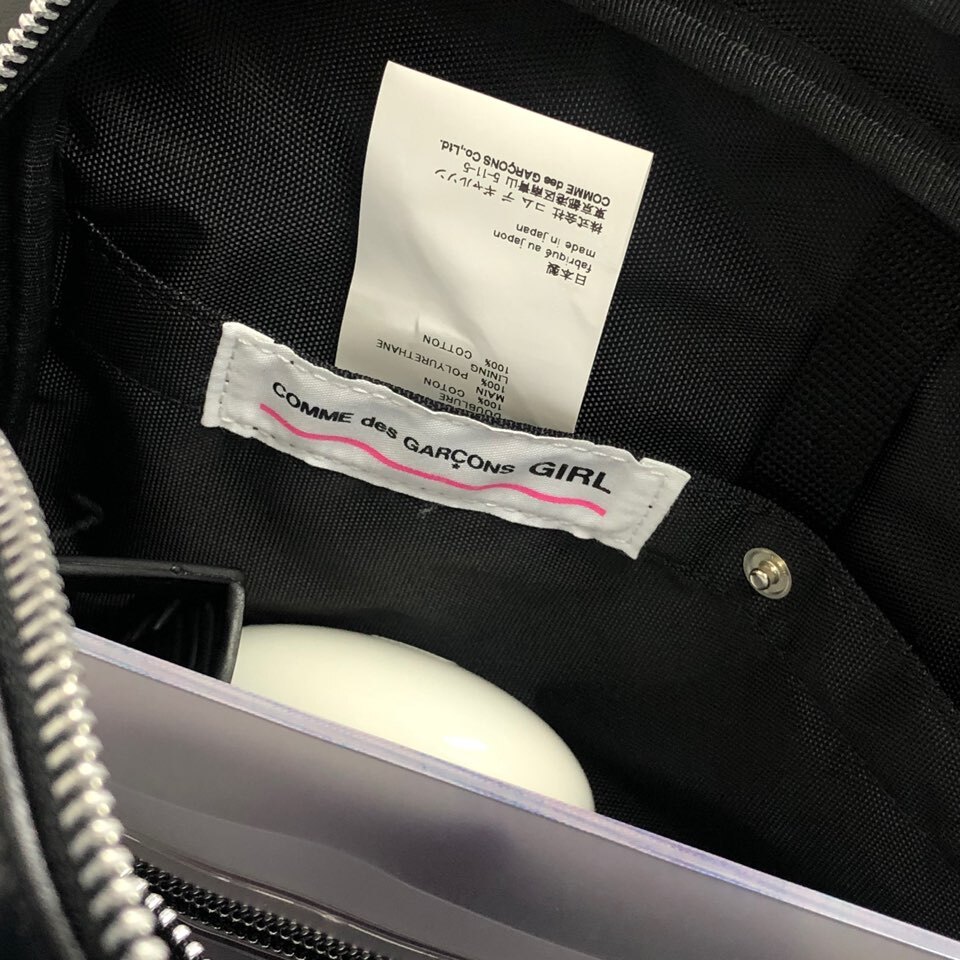 COMME des GARÇONS GIRL
DOUBLURE
100% COTON
MAIN
100% POLYURETHANE
LINING
100% COTTON
日本製
fabriqué au japon
made in japan
株式会社 コム デ ギャルソン
東京都港区南青山 5-11-5
COMME des GARÇONS Co.,Ltd.